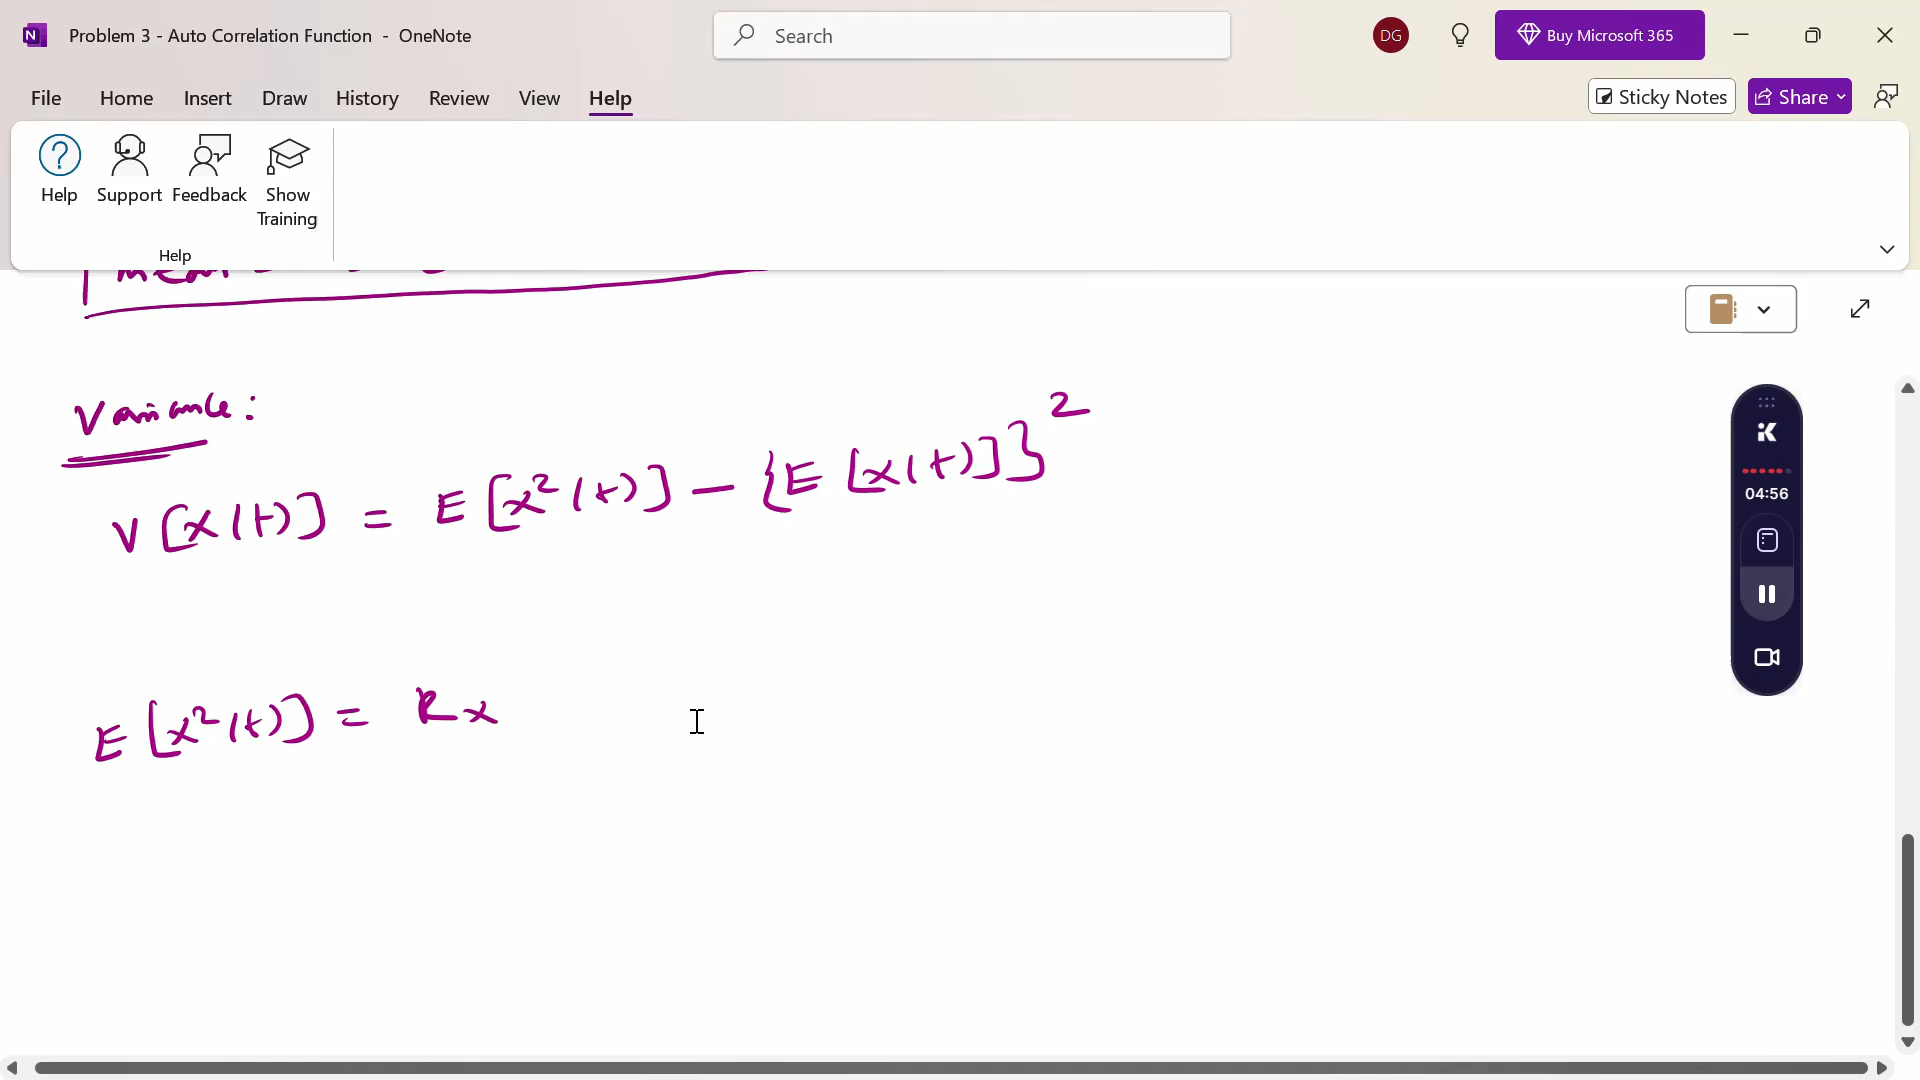 Problem 3 - Auto Correlation Function - OneNote
Search
DG
Buy Microsoft 365
File Home Insert Draw History Review View Help
Sticky Notes
Share
Help Support Feedback Show Training
Help
mean
Variance:
V[X(t)] = E[X²(t)] - {E[X(t)]}²
04:56
E[X²(t)] = Rx